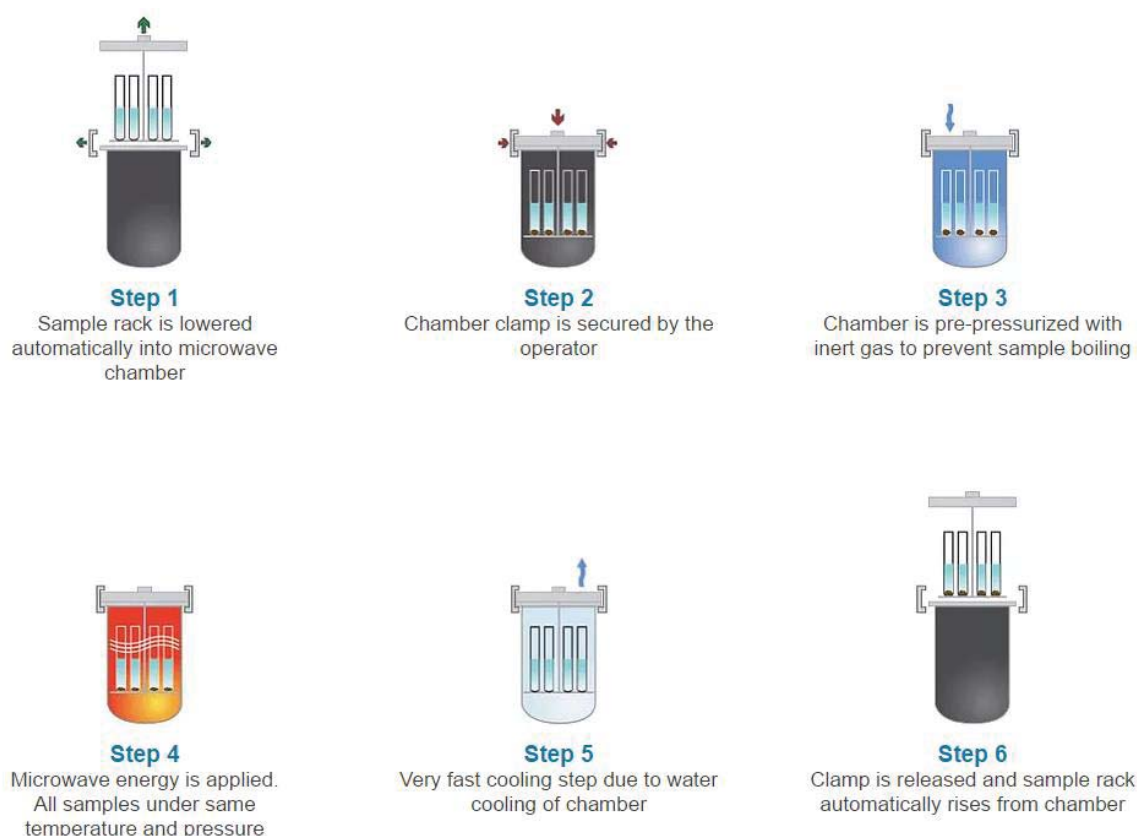 Step 1
Sample rack is lowered
automatically into microwave
chamber
Step 2
Chamber clamp is secured by the
operator
Step 3
Chamber is pre-pressurized with
inert gas to prevent sample boiling
Step 4
Microwave energy is applied.
All samples under same
temperature and pressure
Step 5
Very fast cooling step due to water
cooling of chamber
Step 6
Clamp is released and sample rack
automatically rises from chamber